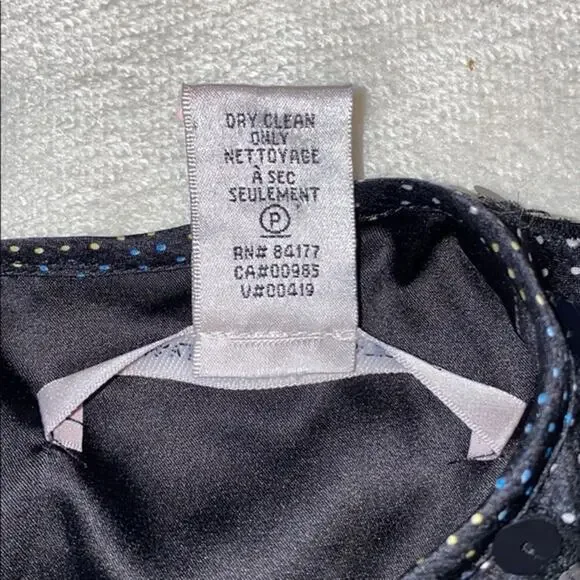 DRY CLEAN
ONLY
NETTOYAGE
À SEC
SEULEMENT
P
RN# 84177
CA#00985
V#00419